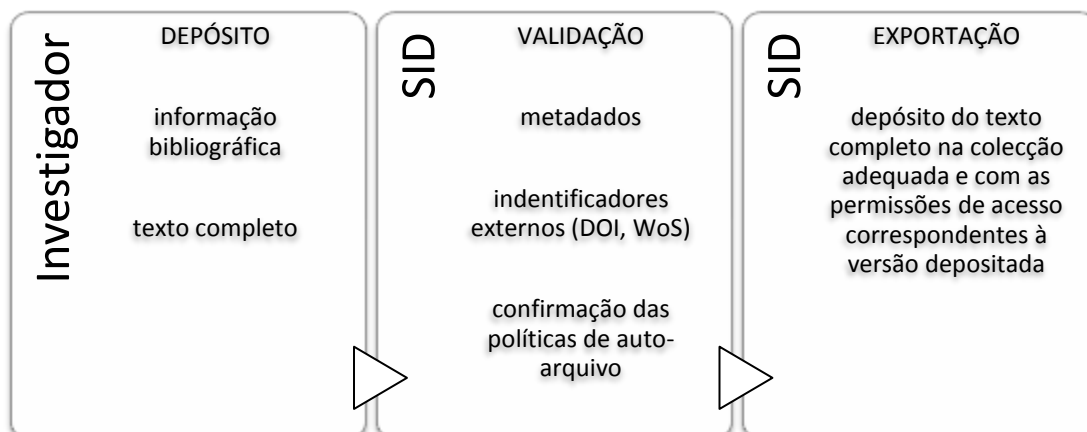 Investigador
DEPÓSITO
informação
bibliográfica
texto completo
SID
VALIDAÇÃO
metadados
indentificadores
externos (DOI, WoS)
confirmação das
políticas de auto-
arquivo
SID
EXPORTAÇÃO
depósito do texto
completo na colecção
adequada e com as
permissões de acesso
correspondentes à
versão depositada